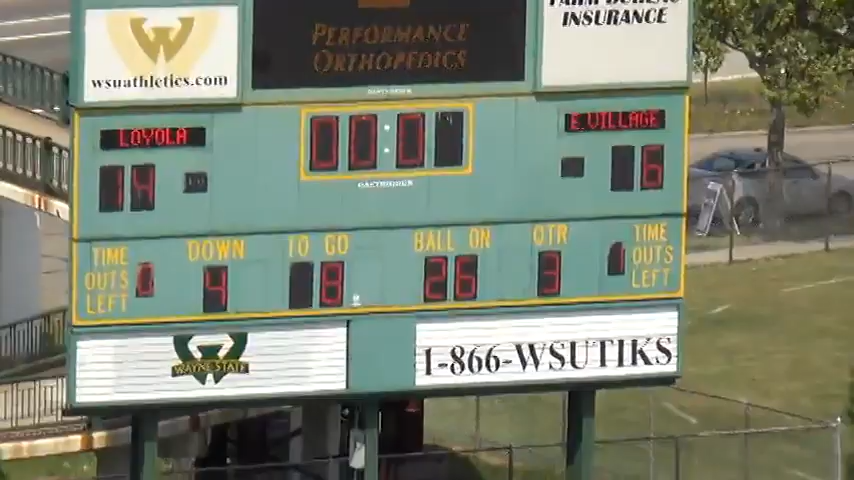 wsuathletics.com
PERFORMANCE
ORTHOPEDICS
INSURANCE
LOYOLA
00:0
E.VILLAGE
14
6
TIME OUTS LEFT 0
DOWN 4
TO GO 8
BALL ON 26
QTR 3
1 TIME OUTS LEFT
WAYNE STATE
1-866-WSUTIKS